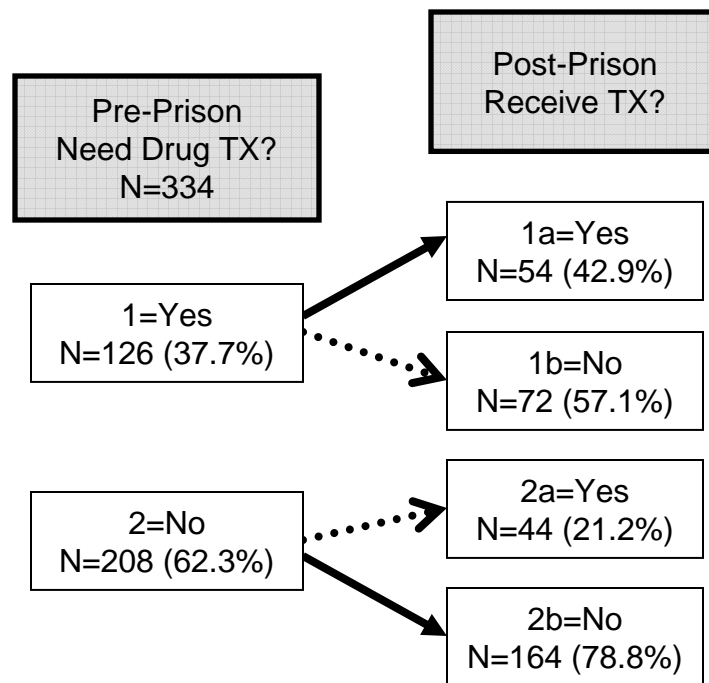 Pre-Prison
Need Drug TX?
N=334
Post-Prison
Receive TX?
1=Yes
N=126 (37.7%)
1a=Yes
N=54 (42.9%)
1b=No
N=72 (57.1%)
2=No
N=208 (62.3%)
2a=Yes
N=44 (21.2%)
2b=No
N=164 (78.8%)